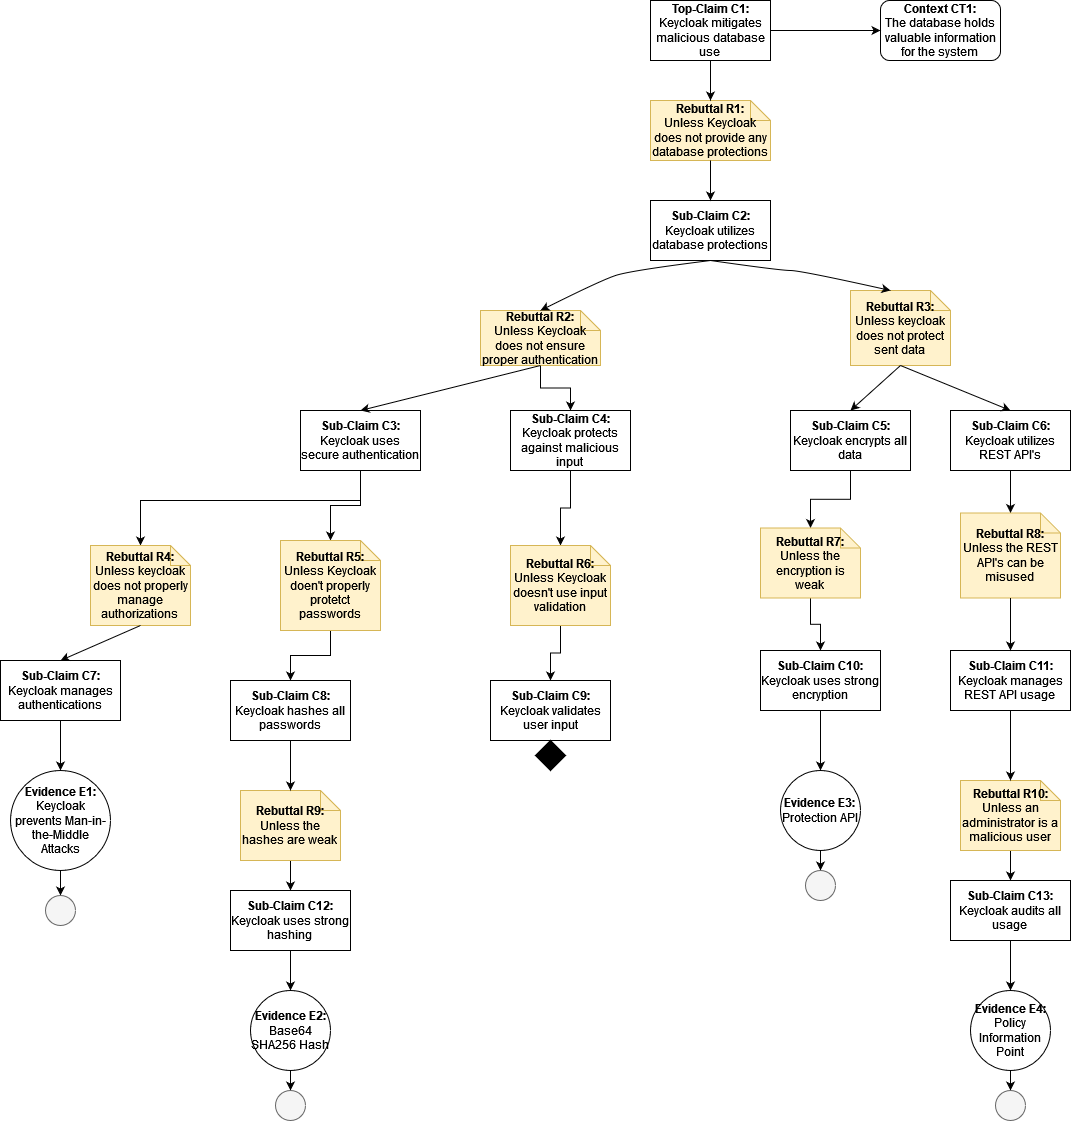 Top-Claim C1:
Keycloak mitigates
malicious database
use
Context CT1:
The database holds
valuable information
for the system
Rebuttal R1:
Unless Keycloak
does not provide any
database protections
Sub-Claim C2:
Keycloak utilizes
database protections
Rebuttal R2:
Unless Keycloak
does not ensure
proper authentication
Rebuttal R3:
Unless keycloak
does not protect
sent data
Sub-Claim C3:
Keycloak uses
secure authentication
Sub-Claim C4:
Keycloak protects
against malicious
input
Sub-Claim C5:
Keycloak encrypts all
data
Sub-Claim C6:
Keycloak utilizes
REST API's
Rebuttal R4:
Unless keycloak
does not properly
manage
authorizations
Rebuttal R5:
Unless Keycloak
doen't properly
protetct
passwords
Rebuttal R6:
Unless Keycloak
doesn't use input
validation
Rebuttal R7:
Unless the
encryption is
weak
Rebuttal R8:
Unless the REST
API's can be
misused
Sub-Claim C7:
Keycloak manages
authentications
Sub-Claim C8:
Keycloak hashes all
passwords
Sub-Claim C9:
Keycloak validates
user input
Sub-Claim C10:
Keycloak uses strong
encryption
Sub-Claim C11:
Keycloak manages
REST API usage
Evidence E1:
Keycloak
prevents Man-in-
the-Middle
Attacks
Rebuttal R9:
Unless the
hashes are weak
Evidence E3:
Protection API
Rebuttal R10:
Unless an
administrator is a
malicious user
Sub-Claim C12:
Keycloak uses strong
hashing
Sub-Claim C13:
Keycloak audits all
usage
Evidence E2:
Base64
SHA256 Hash
Evidence E4:
Policy
Information
Point